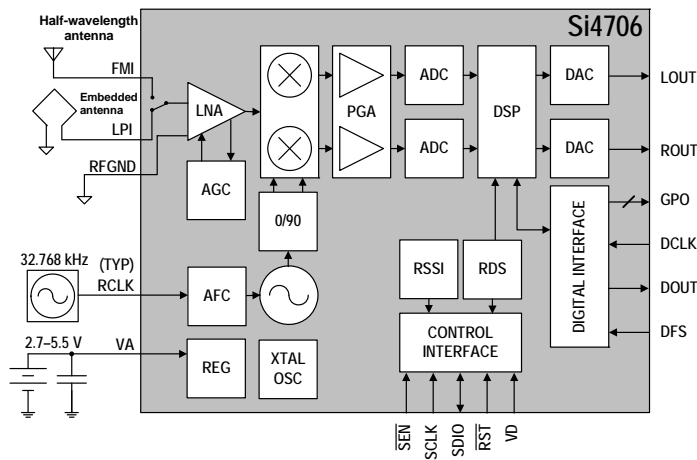 Half-wavelength
antenna
FMI
Embedded
antenna
LPI
RFGND
Si4706
LNA
AGC
0/90
PGA
ADC
ADC
DSP
DAC
DAC
LOUT
ROUT
GPO
DCLK
DOUT
DFS
DIGITAL INTERFACE
32.768 kHz
(TYP)
RCLK
AFC
RSSI
RDS
CONTROL
INTERFACE
2.7–5.5 V
VA
REG
XTAL
OSC
SEN
SCLK
SDIO
RST
VD